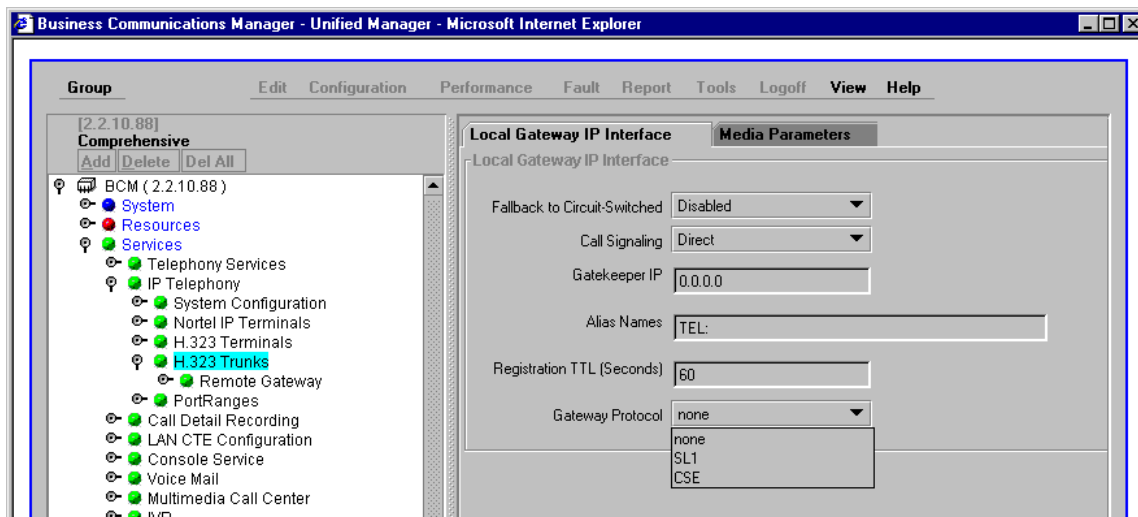 Business Communications Manager - Unified Manager - Microsoft Internet Explorer
Group Edit Configuration Performance Fault Report Tools Logoff View Help
[2.2.10.88]
Comprehensive
Add Delete Del All
BCM ( 2.2.10.88 )
System
Resources
Services
Telephony Services
IP Telephony
System Configuration
Nortel IP Terminals
H.323 Terminals
H.323 Trunks
Remote Gateway
PortRanges
Call Detail Recording
LAN CTE Configuration
Console Service
Voice Mail
Multimedia Call Center
IVR
Local Gateway IP Interface Media Parameters
Local Gateway IP Interface
Fallback to Circuit-Switched Disabled
Call Signaling Direct
Gatekeeper IP 0.0.0.0
Alias Names TEL:
Registration TTL (Seconds) 60
Gateway Protocol none
none
SL1
CSE